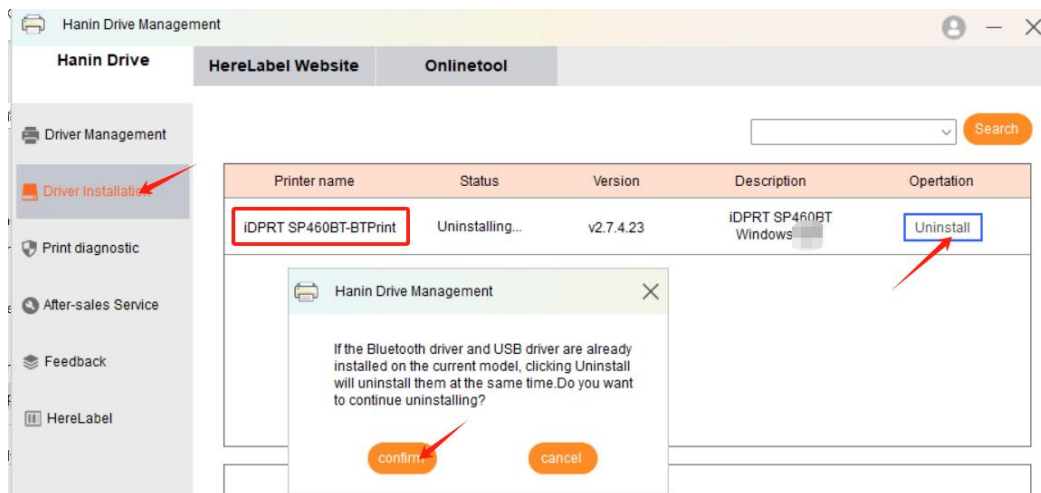 Hanin Drive Management
Hanin Drive
HereLabel Website
Onlinetool
Driver Management
Search
Driver Installation
Printer name Status Version Description Opertation
iDPRT SP460BT-BTPrint Uninstalling... v2.7.4.23 iDPRT SP460BT Uninstall
Windows
Print diagnostic
Hanin Drive Management
After-sales Service
If the Bluetooth driver and USB driver are already
installed on the current model, clicking Uninstall
will uninstall them at the same time.Do you want
to continue uninstalling?
Feedback
HereLabel
confirm
cancel